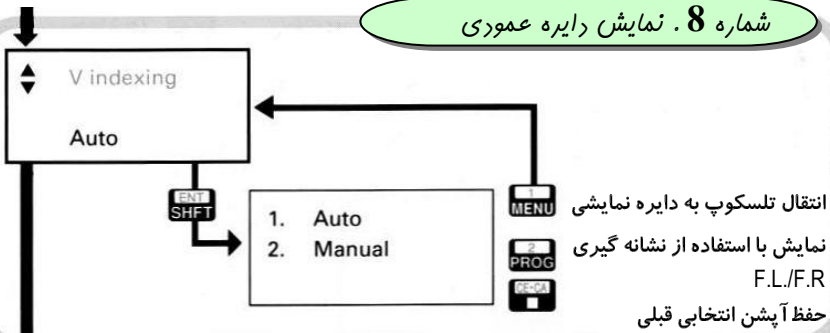 شماره 8 . نمایش دایره عمودی
V indexing
Auto
ENT
SHFT
1. Auto
2. Manual
1
MENU
انتقال تلسکوپ به دایره نمایشی
2
PROG
نمایش با استفاده از نشانه گیری
F.L./F.R
CE-CA
حفظ آپشن انتخابی قبلی